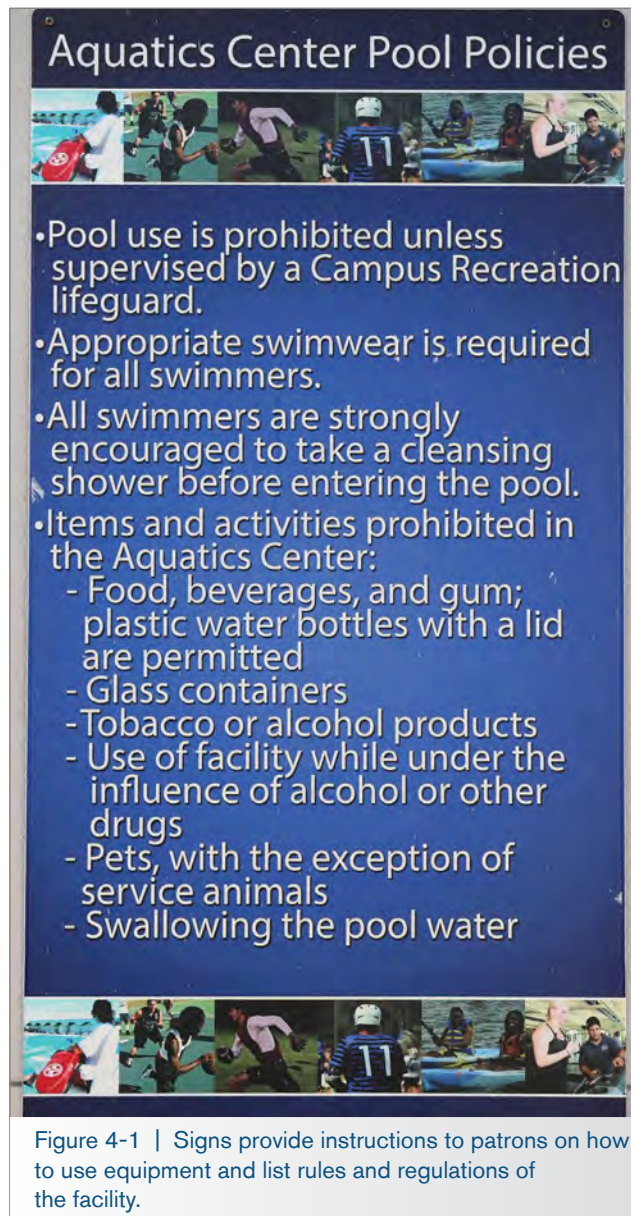 Aquatics Center Pool Policies
11
•Pool use is prohibited unless
supervised by a Campus Recreation
lifeguard.
•Appropriate swimwear is required
for all swimmers.
•All swimmers are strongly
encouraged to take a cleansing
shower before entering the pool.
•Items and activities prohibited in
the Aquatics Center:
- Food, beverages, and gum;
plastic water bottles with a lid
are permitted
- Glass containers
-Tobacco or alcohol products
- Use of facility while under the
influence of alcohol or other
drugs
- Pets, with the exception of
service animals
- Swallowing the pool water
11
Figure 4-1 | Signs provide instructions to patrons on how
to use equipment and list rules and regulations of
the facility.